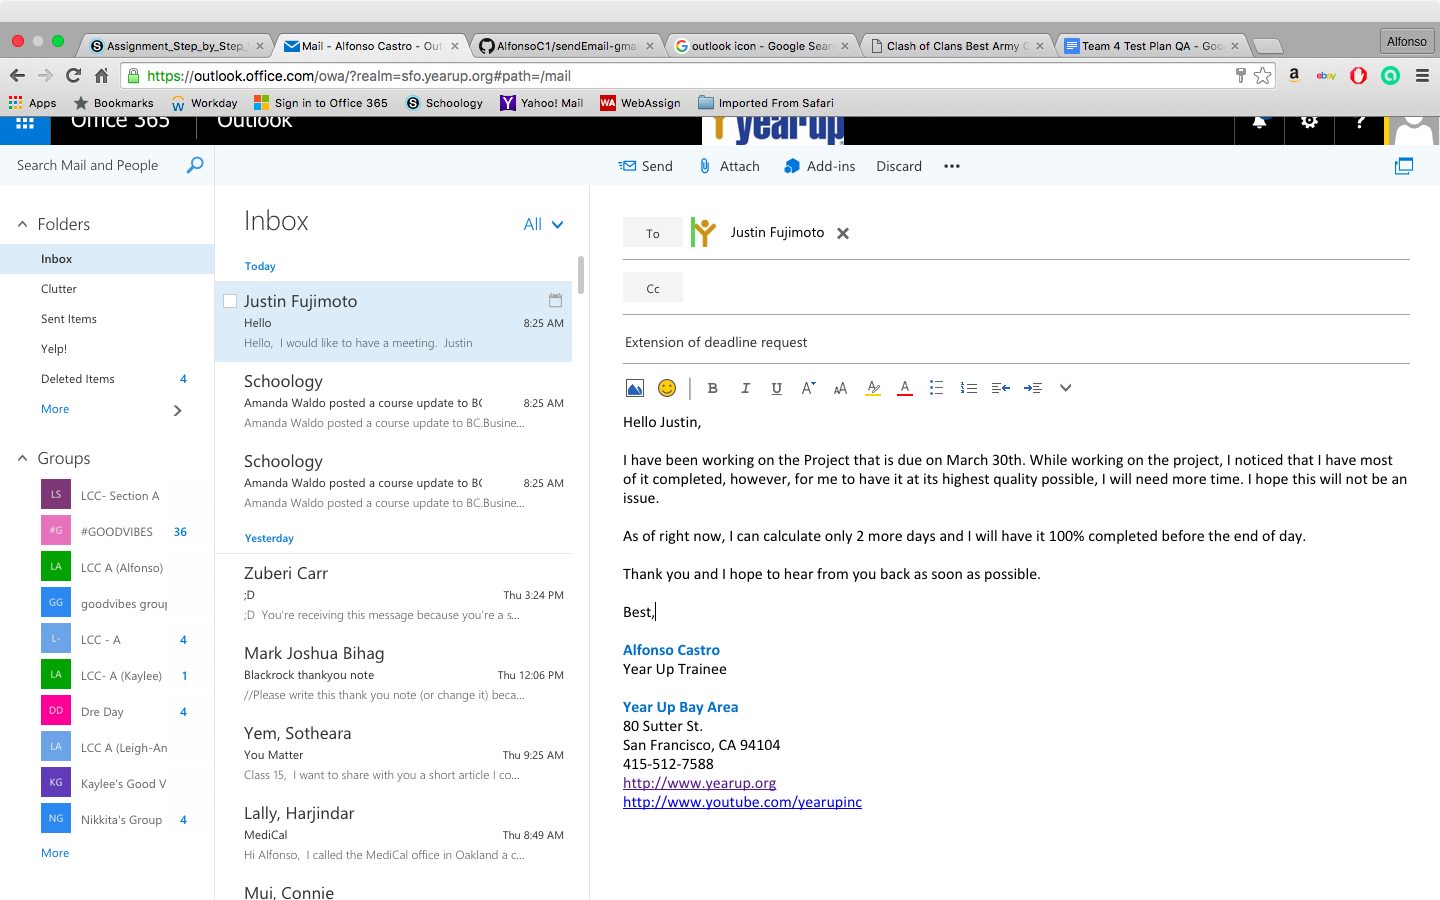 Assignment_Step_by_Step_
Mail - Alfonso Castro - Out
AlfonsoC1/sendEmail-gma
outlook icon - Google Sear
Clash of Clans Best Army C
Team 4 Test Plan QA - Goo
Alfonso
https://outlook.office.com/owa/?realm=sfo.yearup.org#path=/mail
Apps
Bookmarks
Workday
Sign in to Office 365
Schoology
Yahoo! Mail
WebAssign
Imported From Safari
Office 365
Outlook
year up
Search Mail and People
Send
Attach
Add-ins
Discard
Folders
Inbox
Clutter
Sent Items
Yelp!
Deleted Items 4
More
Groups
LS LCC- Section A
#G #GOODVIBES 36
LA LCC A (Alfonso)
GG goodvibes group
L- LCC - A 4
LA LCC- A (Kaylee) 1
DD Dre Day 4
LA LCC A (Leigh-An
KG Kaylee's Good V
NG Nikkita's Group 4
More
Inbox
All
Today
Justin Fujimoto
Hello 8:25 AM
Hello, I would like to have a meeting. Justin
Schoology
Amanda Waldo posted a course update to BC 8:25 AM
Amanda Waldo posted a course update to BC.Busine...
Schoology
Amanda Waldo posted a course update to BC 8:25 AM
Amanda Waldo posted a course update to BC.Busine...
Yesterday
Zuberi Carr
;D Thu 3:24 PM
;D You're receiving this message because you're a s...
Mark Joshua Bihag
Blackrock thankyou note Thu 12:06 PM
//Please write this thank you note (or change it) beca...
Yem, Sotheara
You Matter Thu 9:25 AM
Class 15, I want to share with you a short article I co...
Lally, Harjindar
MediCal Thu 8:49 AM
Hi Alfonso, I called the MediCal office in Oakland a c...
Mui, Connie
To Justin Fujimoto
Cc
Extension of deadline request
Hello Justin,
I have been working on the Project that is due on March 30th. While working on the project, I noticed that I have most
of it completed, however, for me to have it at its highest quality possible, I will need more time. I hope this will not be an
issue.
As of right now, I can calculate only 2 more days and I will have it 100% completed before the end of day.
Thank you and I hope to hear from you back as soon as possible.
Best,
Alfonso Castro
Year Up Trainee
Year Up Bay Area
80 Sutter St.
San Francisco, CA 94104
415-512-7588
http://www.yearup.org
http://www.youtube.com/yearupinc